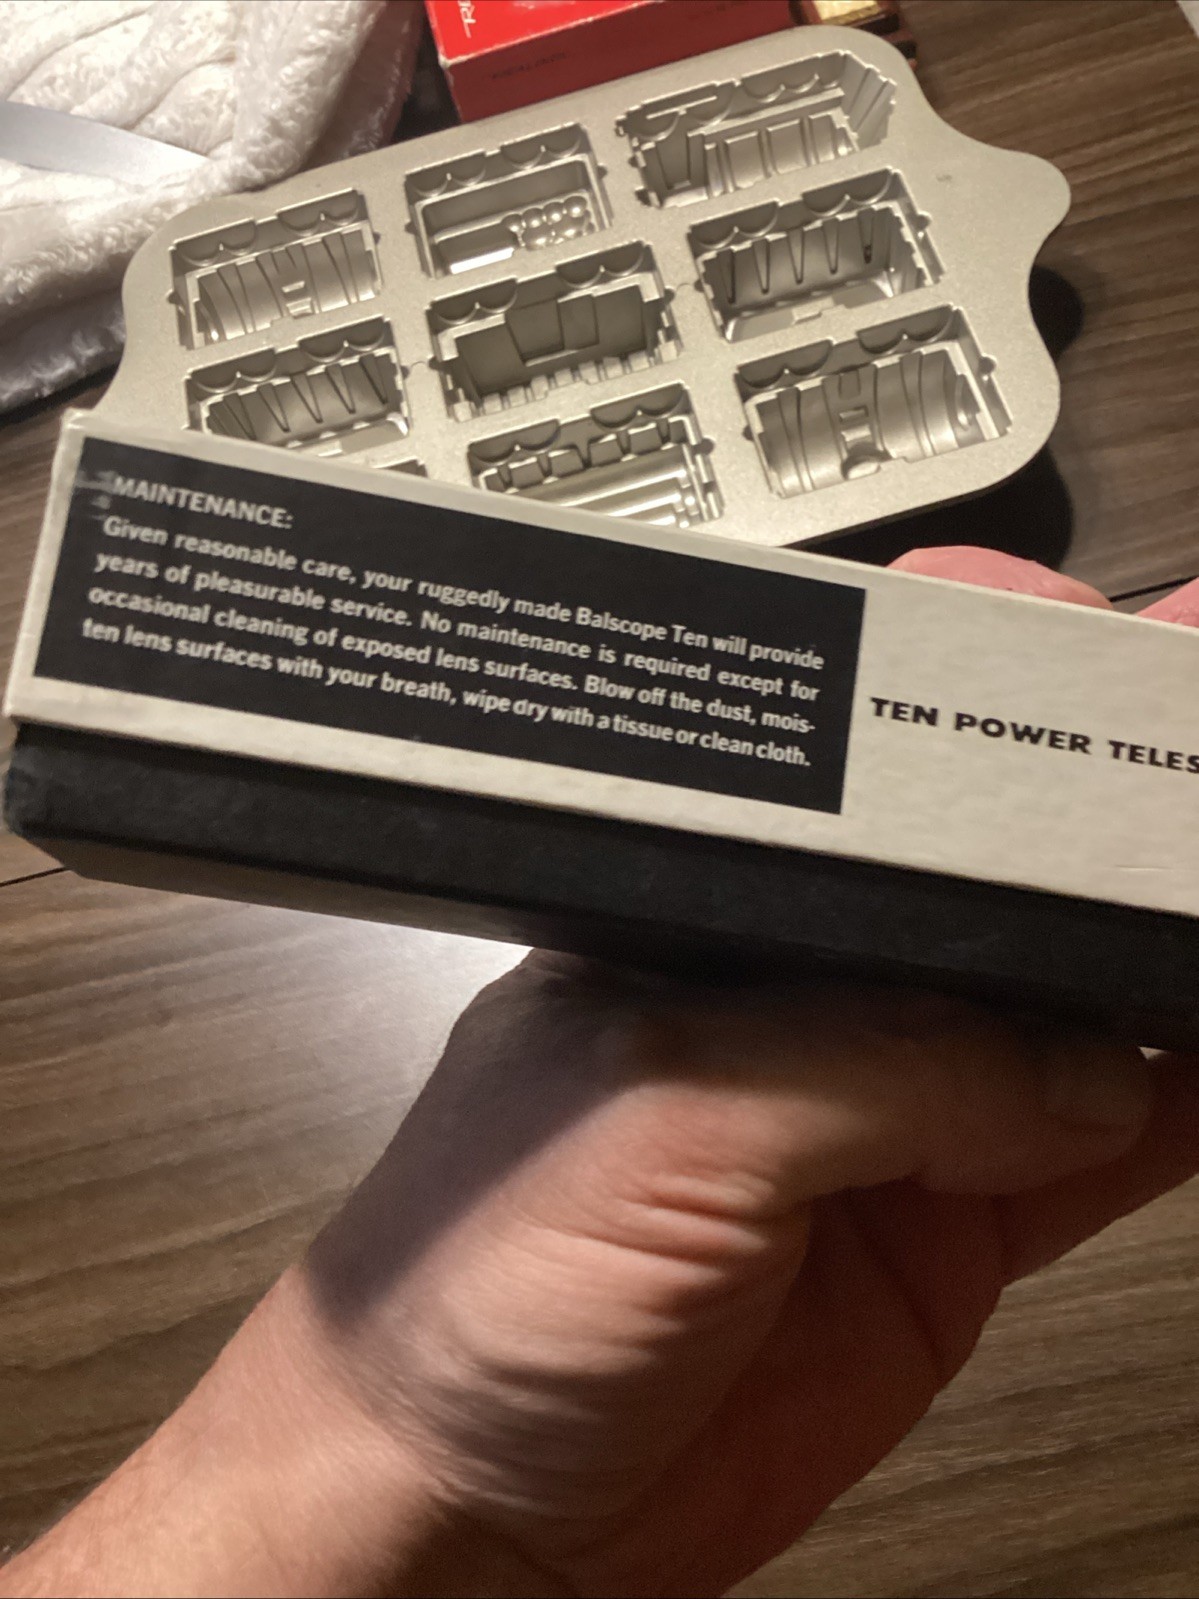 MAINTENANCE:
Given reasonable care, your ruggedly made Balscope Ten will provide
years of pleasurable service. No maintenance is required except for
occasional cleaning of exposed lens surfaces. Blow off the dust, mois-
ten lens surfaces with your breath, wipe dry with a tissue or clean cloth.
TEN POWER TELES